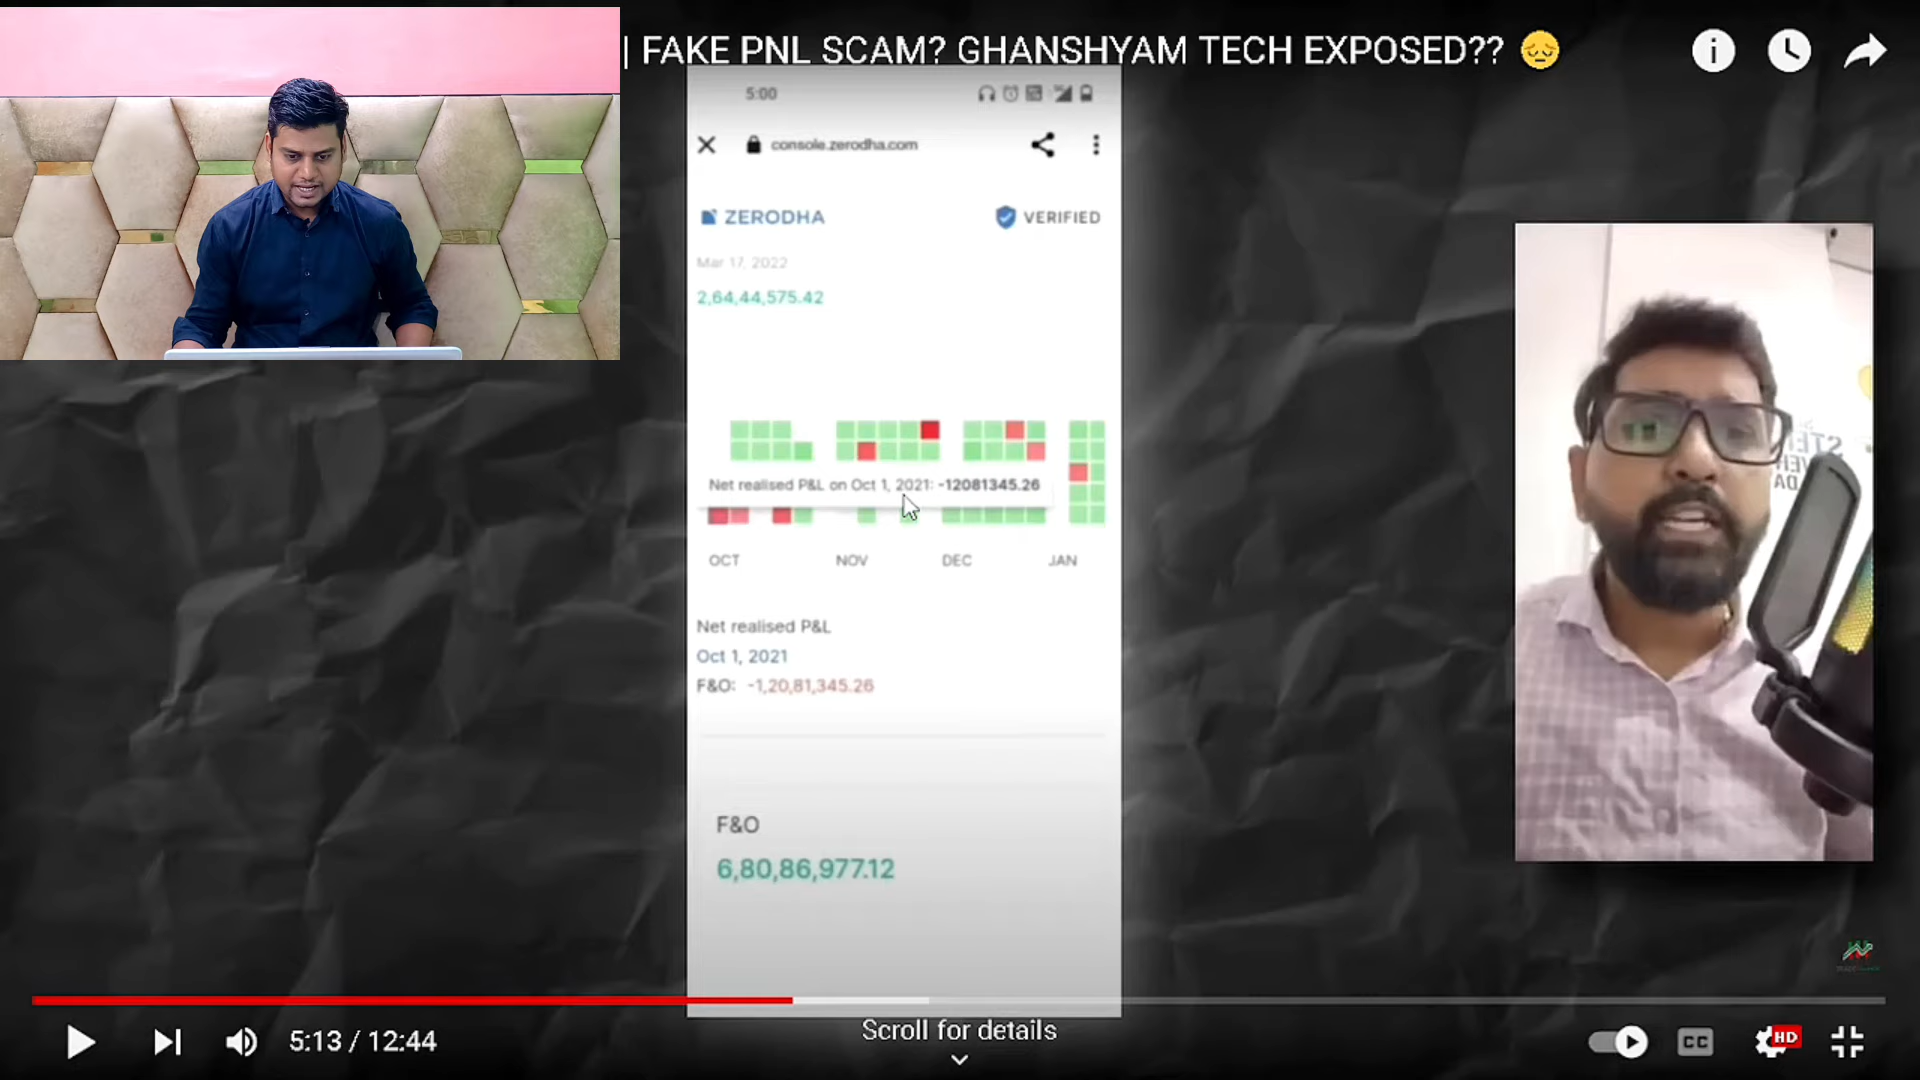 | FAKE PNL SCAM? GHANSHYAM TECH EXPOSED?? 😔
5:00
console.zerodha.com
ZERODHA
VERIFIED
Mar 17, 2022
2,64,44,575.42
Net realised P&L on Oct 1, 2021: -12081345.26
OCT NOV DEC JAN
Net realised P&L
Oct 1, 2021
F&O: -1,20,81,345.26
F&O
6,80,86,977.12
5:13 / 12:44
Scroll for details
CC
HD